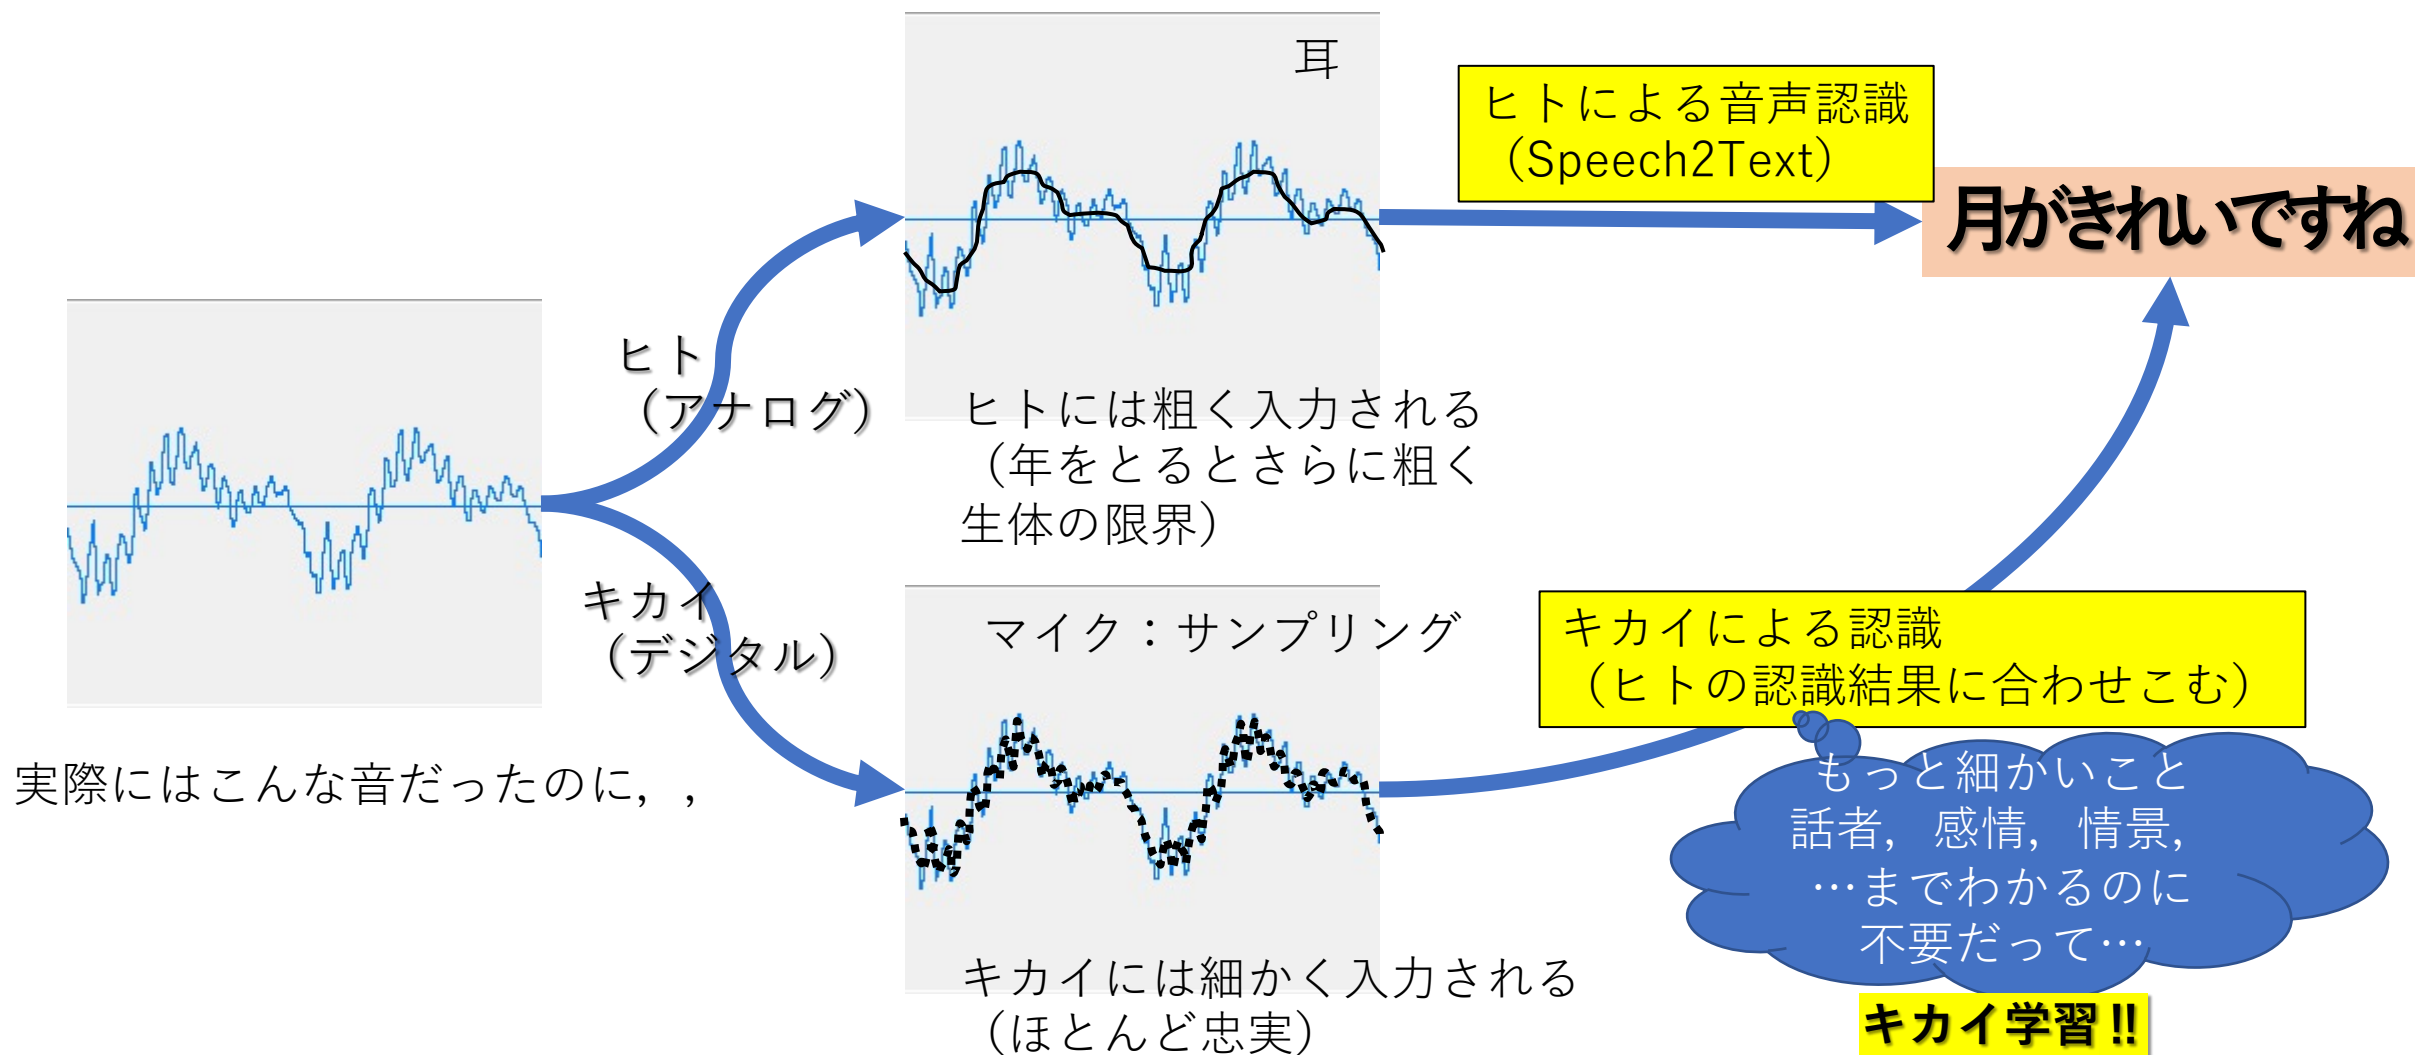 実際にはこんな音だったのに，，
ヒト
（アナログ）
キカイ
（デジタル）
耳
ヒトには粗く入力される
（年をとるとさらに粗く
生体の限界）
マイク：サンプリング
キカイには細かく入力される
（ほとんど忠実）
ヒトによる音声認識
（Speech2Text）
月がきれいですね
キカイによる認識
（ヒトの認識結果に合わせこむ）
もっと細かいこと
話者，感情，情景，
…までわかるのに
不要だって…
キカイ学習‼